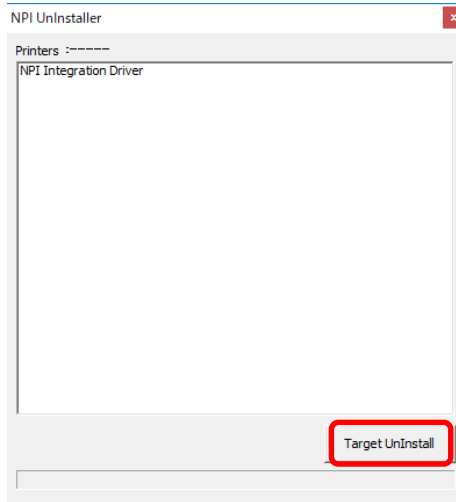 NPI UnInstaller
Printers :-----
NPI Integration Driver
Target UnInstall